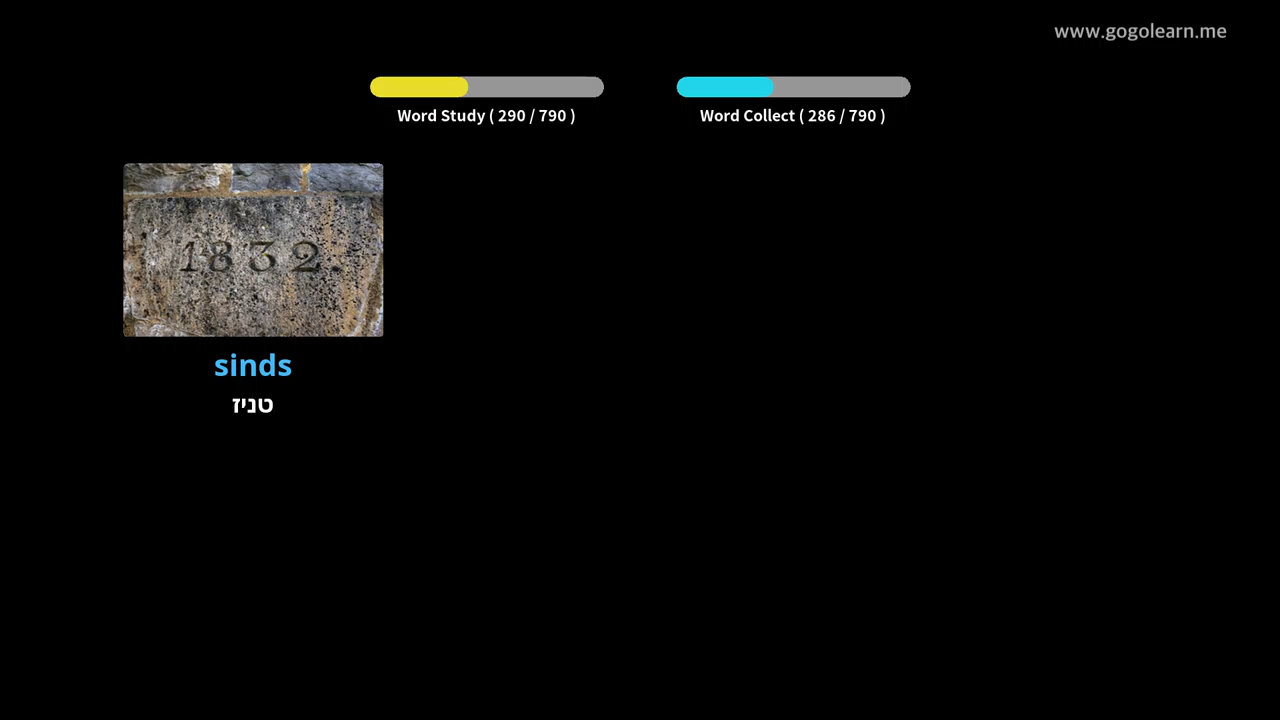 www.gogolearn.me
Word Study ( 290 / 790 )
Word Collect ( 286 / 790 )
1832.
sinds
טניז